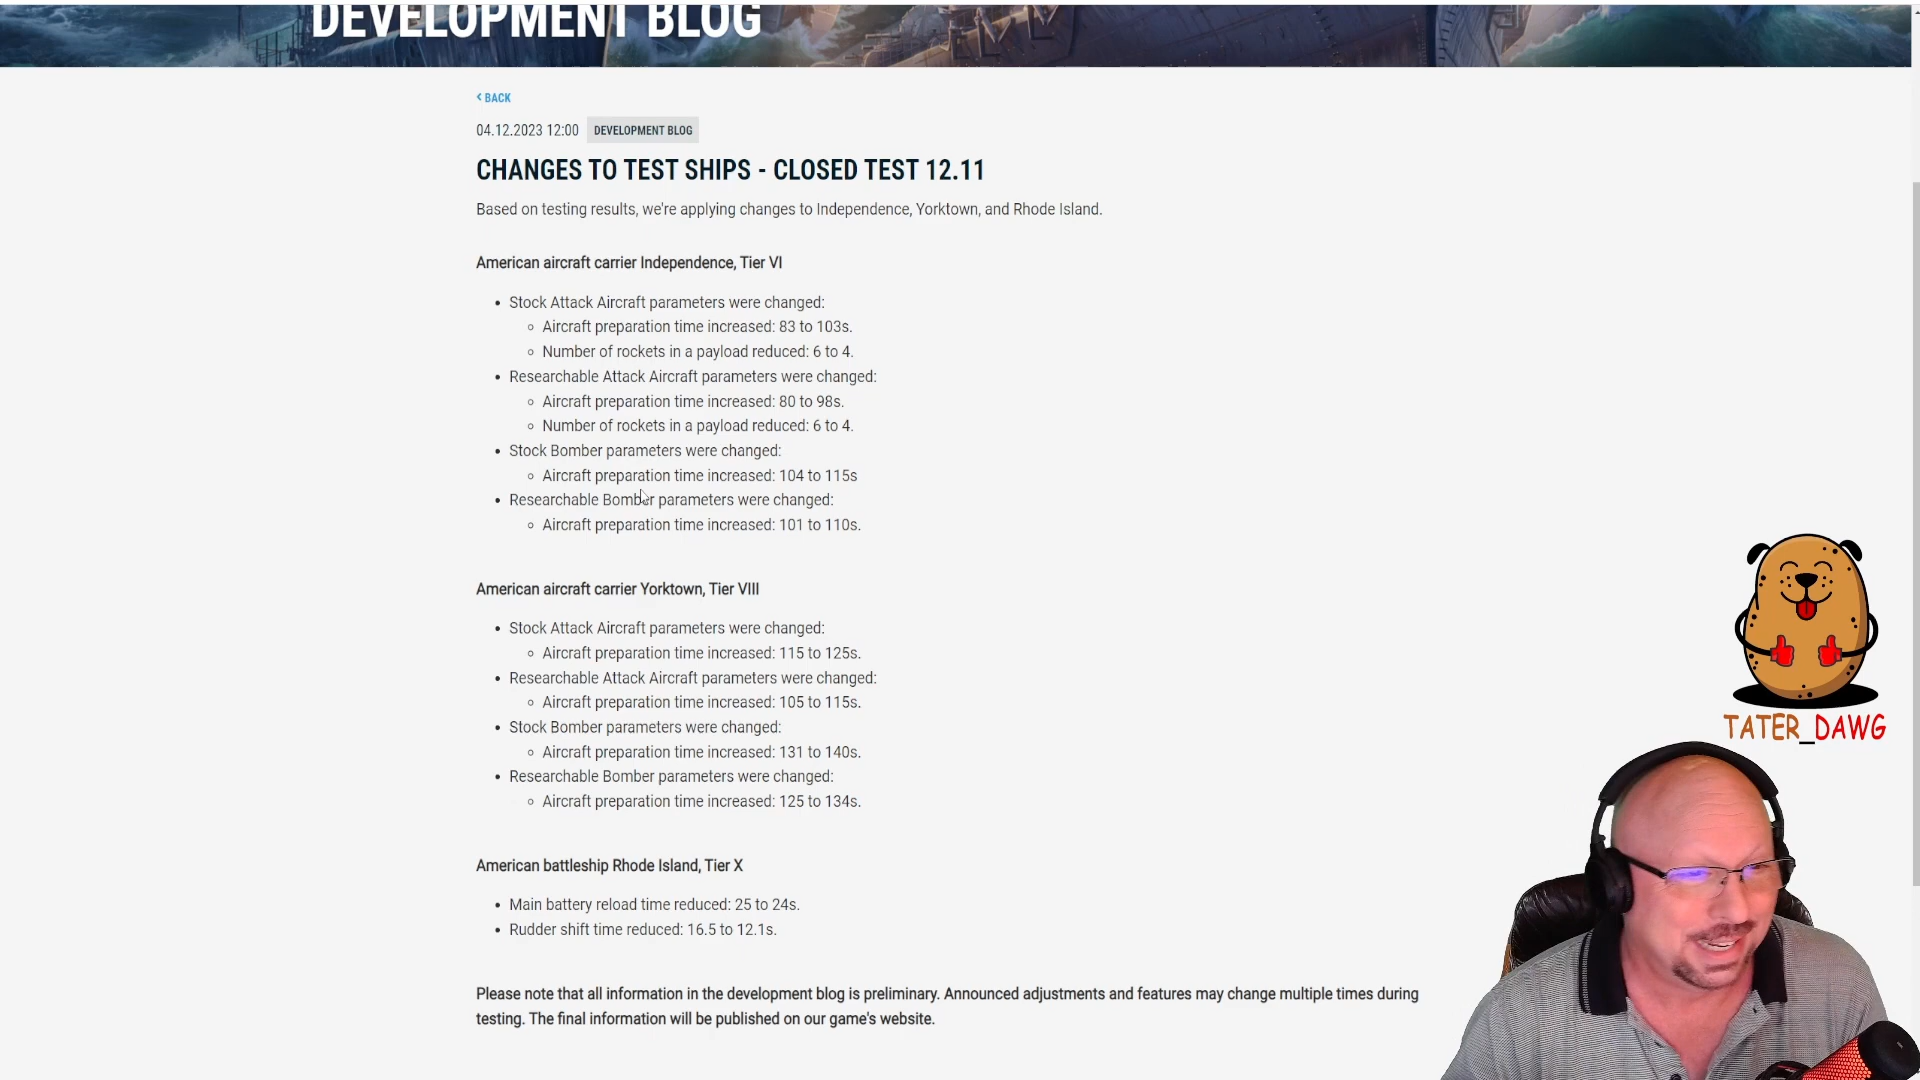 DEVELOPMENT BLOG
BACK
04.12.2023 12:00 DEVELOPMENT BLOG
CHANGES TO TEST SHIPS - CLOSED TEST 12.11
Based on testing results, we're applying changes to Independence, Yorktown, and Rhode Island.
American aircraft carrier Independence, Tier VI
Stock Attack Aircraft parameters were changed:
Aircraft preparation time increased: 83 to 103s.
Number of rockets in a payload reduced: 6 to 4.
Researchable Attack Aircraft parameters were changed:
Aircraft preparation time increased: 80 to 98s.
Number of rockets in a payload reduced: 6 to 4.
Stock Bomber parameters were changed:
Aircraft preparation time increased: 104 to 115s
Researchable Bomber parameters were changed:
Aircraft preparation time increased: 101 to 110s.
American aircraft carrier Yorktown, Tier VIII
Stock Attack Aircraft parameters were changed:
Aircraft preparation time increased: 115 to 125s.
Researchable Attack Aircraft parameters were changed:
Aircraft preparation time increased: 105 to 115s.
Stock Bomber parameters were changed:
Aircraft preparation time increased: 131 to 140s.
Researchable Bomber parameters were changed:
Aircraft preparation time increased: 125 to 134s.
American battleship Rhode Island, Tier X
Main battery reload time reduced: 25 to 24s.
Rudder shift time reduced: 16.5 to 12.1s.
Please note that all information in the development blog is preliminary. Announced adjustments and features may change multiple times during
testing. The final information will be published on our game's website.
TATER_DAWG